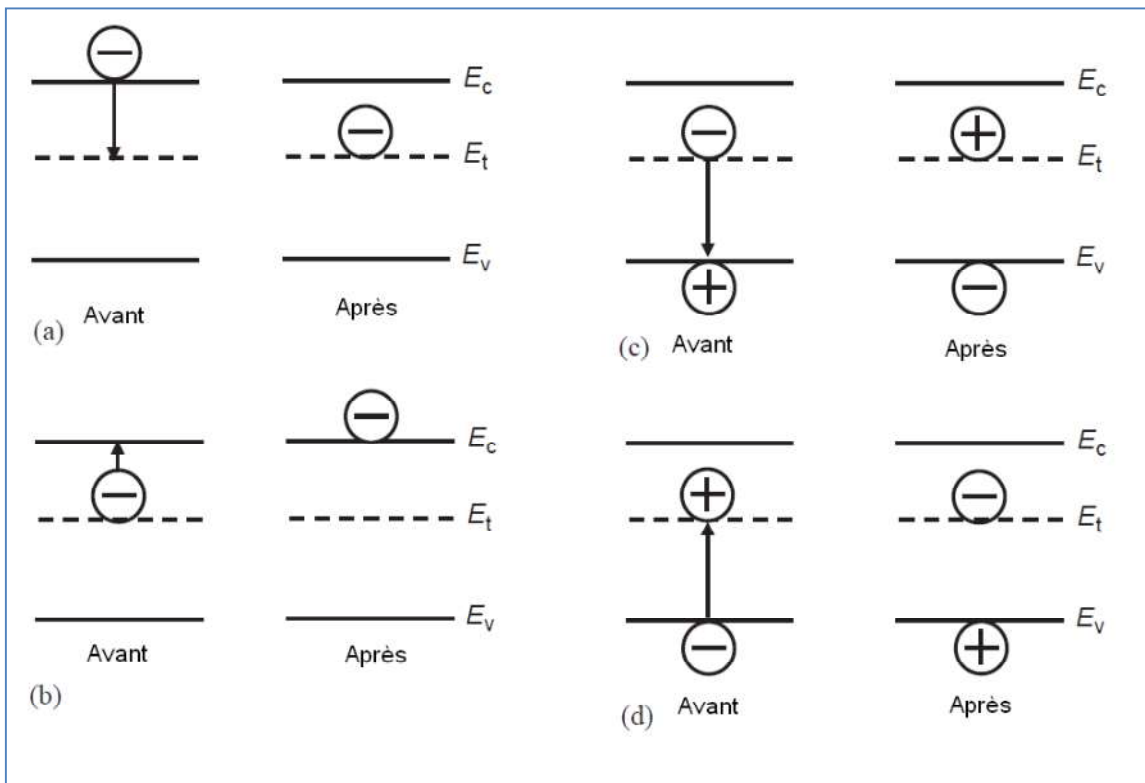 E_c
E_t
E_v
Avant
Après
(a)
E_c
E_t
E_v
Avant
Après
(b)
E_c
E_t
E_v
Avant
Après
(c)
E_c
E_t
E_v
Avant
Après
(d)